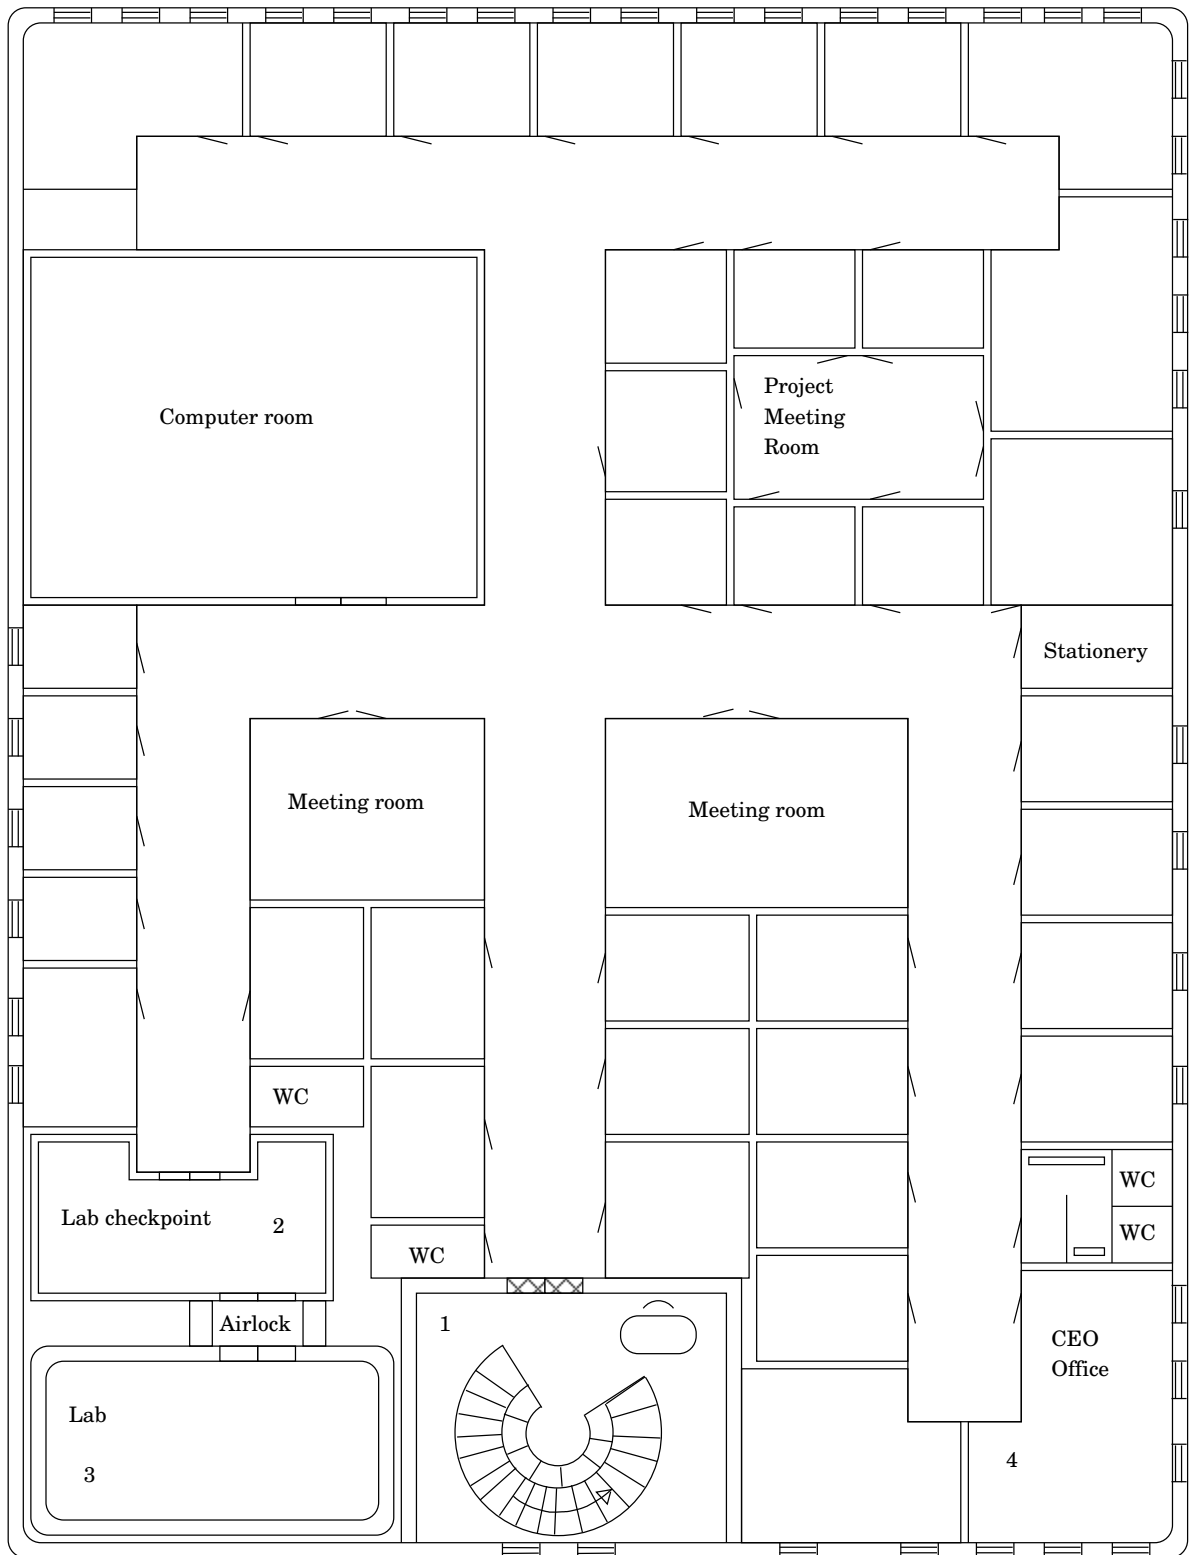 Project
Meeting
Room
Computer room
Stationery
Meeting room
Meeting room
WC
WC
Lab checkpoint
2
WC
WC
Airlock
1
CEO
Office
Lab
3
4